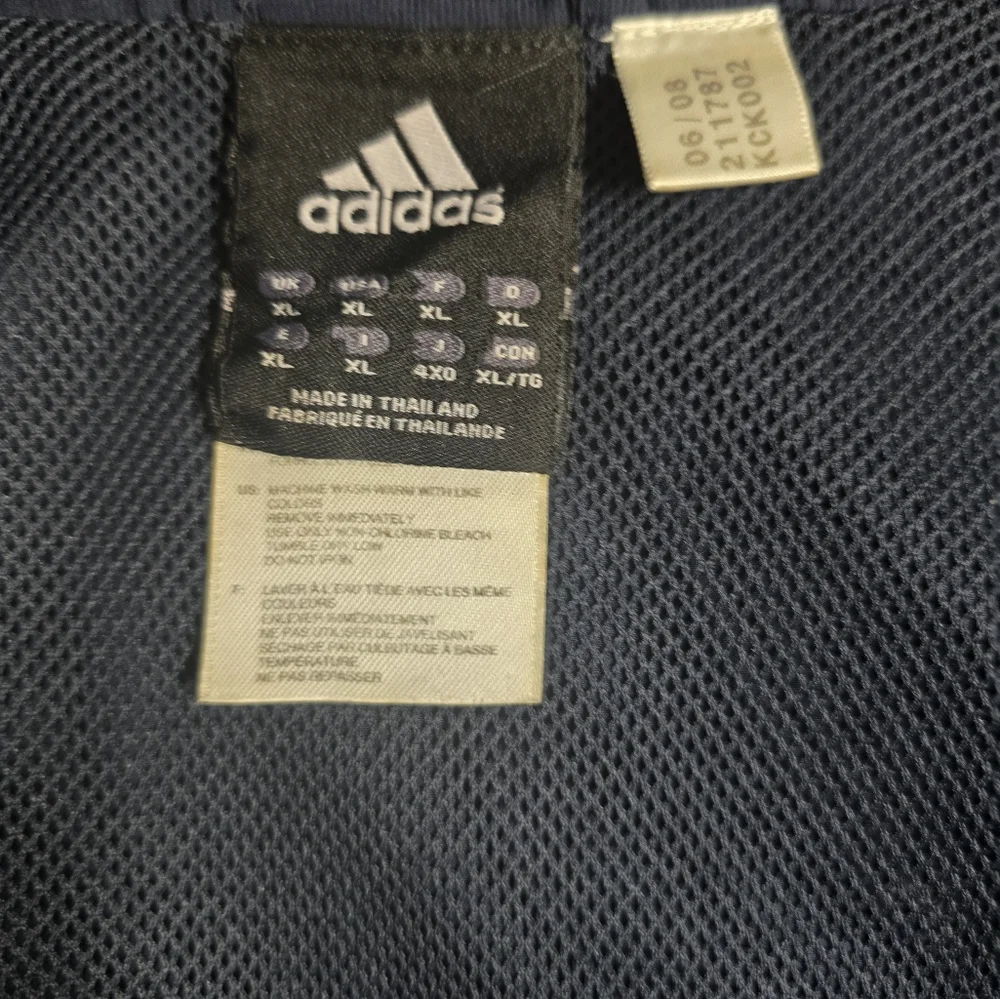 adidas
UK USA F D
XL XL XL XL
E I J CDN
XL XL 4XO XL/TG
MADE IN THAILAND
FABRIQUÉ EN THAILANDE
US: MACHINE WASH WARM WITH LIKE
COLORS
REMOVE IMMEDIATELY
USE ONLY NON-CHLORINE BLEACH
TUMBLE DRY LOW
DO NOT IRON
F: LAVER À L'EAU TIÈDE AVEC LES MÊME
COULEURS
ENLEVER IMMÉDIATEMENT
NE PAS UTILISER DE JAVELISANT
SÉCHAGE PAR CULBUTAGE À BASSE
TEMPÉRATURE
NE PAS REPASSER
06/08
211787
KCK002